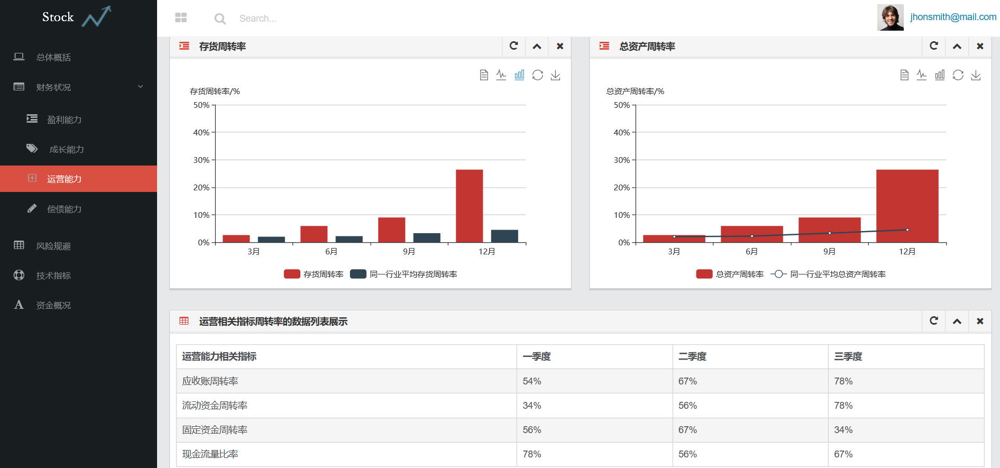 Stock
Search...
jhonsmith@mail.com
总体概括
财务状况
盈利能力
成长能力
运营能力
偿债能力
风险规避
技术指标
资金概况
存货周转率
存货周转率/%
50%
40%
30%
20%
10%
0%
3月 6月 9月 12月
存货周转率 同一行业平均存货周转率
总资产周转率
总资产周转率/%
50%
40%
30%
20%
10%
0%
3月 6月 9月 12月
总资产周转率 同一行业平均总资产周转率
运营相关指标周转率的数据列表展示
运营能力相关指标 一季度 二季度 三季度
应收账周转率 54% 67% 78%
流动资金周转率 34% 56% 78%
固定资金周转率 56% 67% 34%
现金流量比率 78% 56% 67%